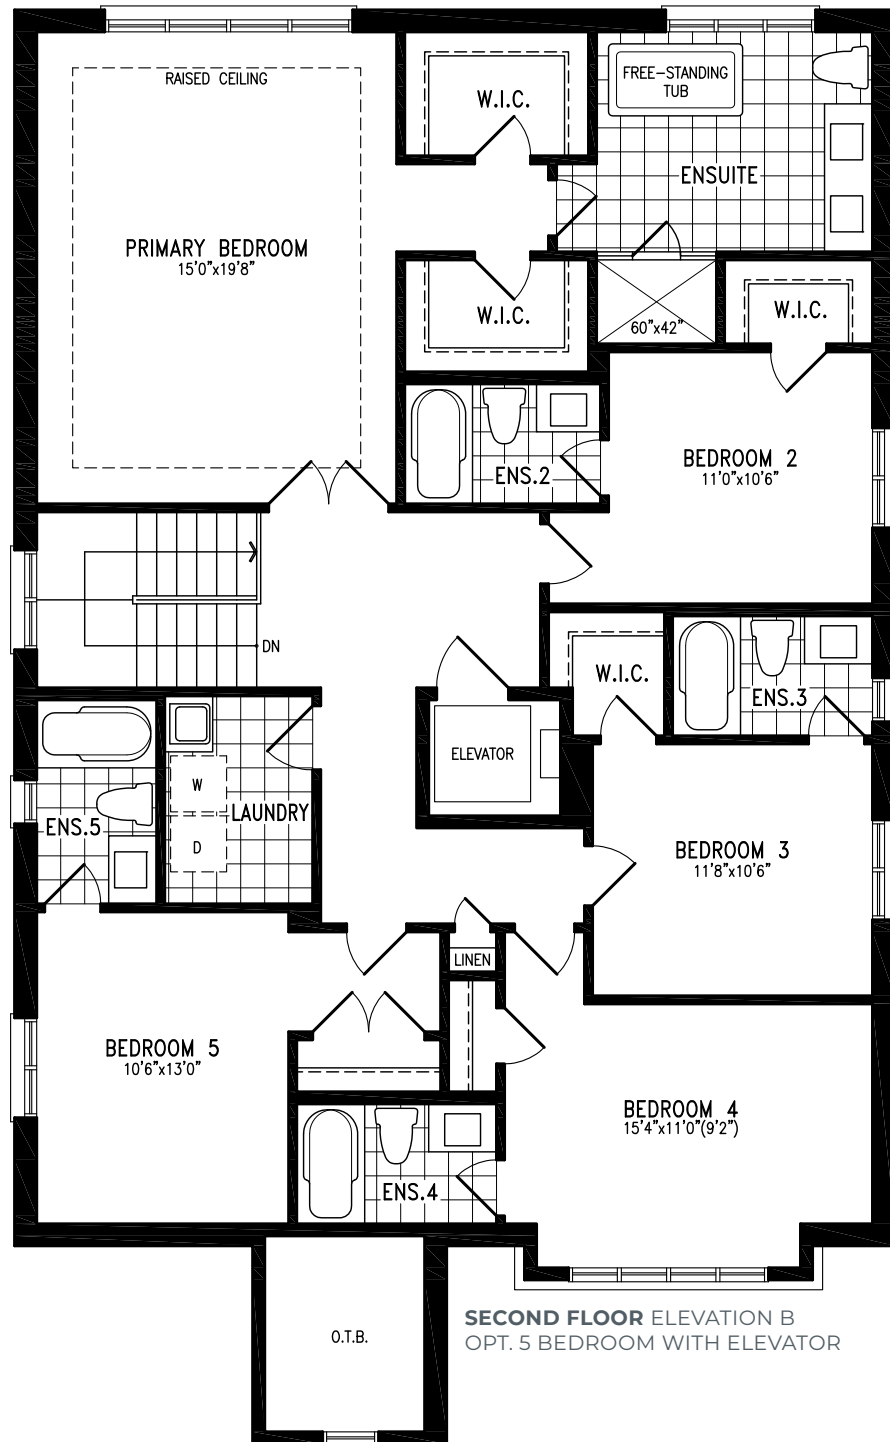 RAISED CEILING
W.I.C.
FREE-STANDING
TUB
ENSUITE
PRIMARY BEDROOM
15'0"x19'8"
W.I.C.
60"x42"
W.I.C.
BEDROOM 2
11'0"x10'6"
ENS.2
DN
W.I.C.
ENS.3
ELEVATOR
W
LAUNDRY
D
ENS.5
BEDROOM 3
11'8"x10'6"
LINEN
BEDROOM 5
10'6"x13'0"
BEDROOM 4
15'4"x11'0"(9'2")
ENS.4
O.T.B.
SECOND FLOOR ELEVATION B
OPT. 5 BEDROOM WITH ELEVATOR